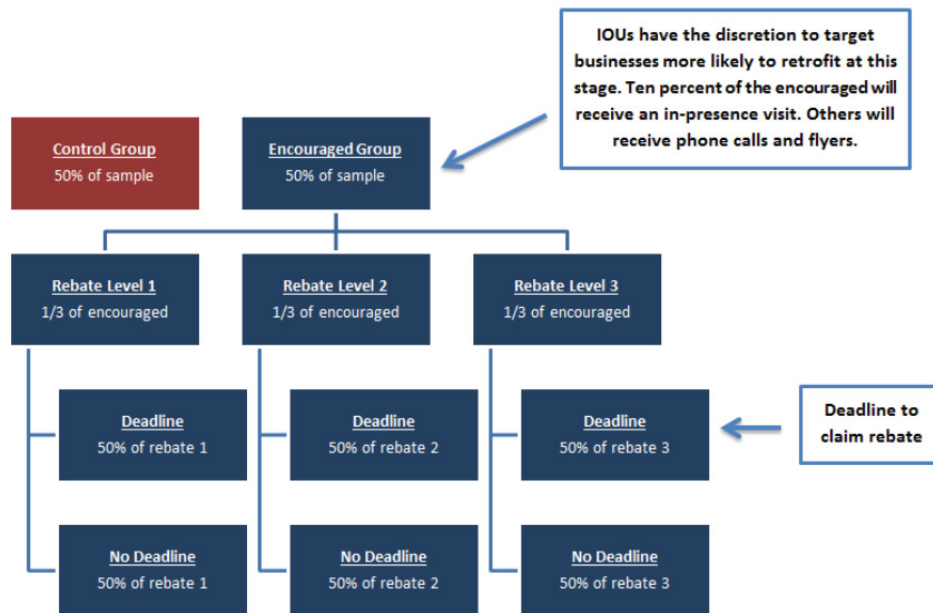 IOUs have the discretion to target
businesses more likely to retrofit at this
stage. Ten percent of the encouraged will
receive an in-presence visit. Others will
receive phone calls and flyers.
Control Group
50% of sample
Encouraged Group
50% of sample
Rebate Level 1
1/3 of encouraged
Rebate Level 2
1/3 of encouraged
Rebate Level 3
1/3 of encouraged
Deadline
50% of rebate 1
Deadline
50% of rebate 2
Deadline
50% of rebate 3
Deadline to
claim rebate
No Deadline
50% of rebate 1
No Deadline
50% of rebate 2
No Deadline
50% of rebate 3